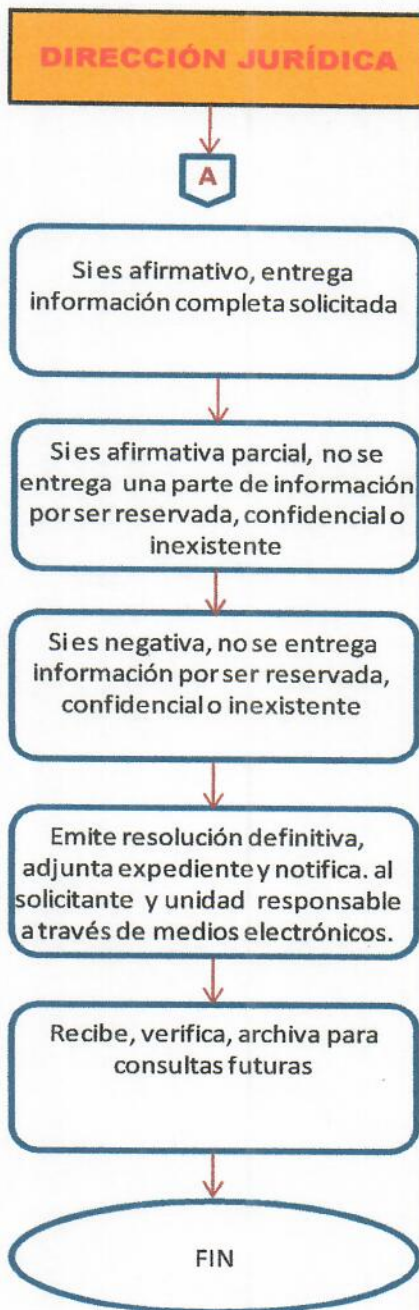 DIRECCIÓN JURÍDICA
A
Si es afirmativo, entrega
información completa solicitada
Si es afirmativa parcial, no se
entrega una parte de información
por ser reservada, confidencial o
inexistente
Si es negativa, no se entrega
información por ser reservada,
confidencial o inexistente
Emite resolución definitiva,
adjunta expediente y notifica. al
solicitante y unidad responsable
a través de medios electrónicos.
Recibe, verifica, archiva para
consultas futuras
FIN